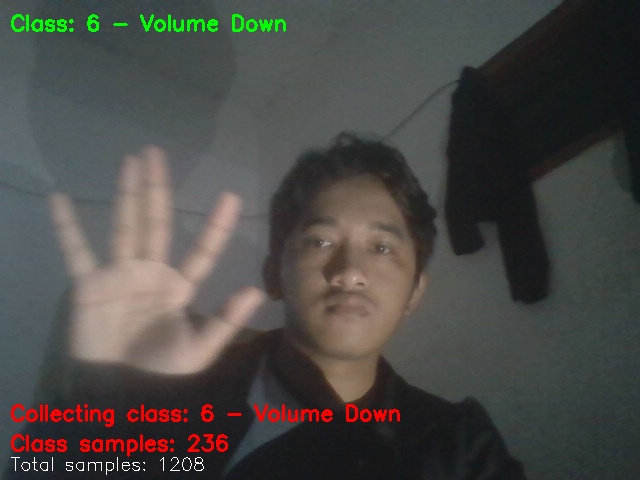 Class: 6 - Volume Down
Collecting class: 6 - Volume Down
Class samples: 236
Total samples: 1208